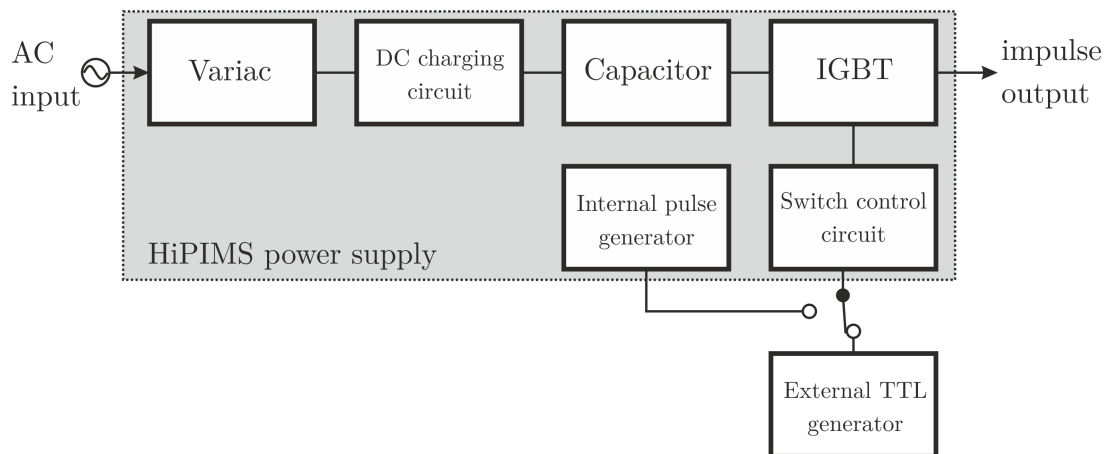 AC
input
Variac
DC charging
circuit
Capacitor
IGBT
impulse
output
Internal pulse
generator
Switch control
circuit
HiPIMS power supply
External TTL
generator